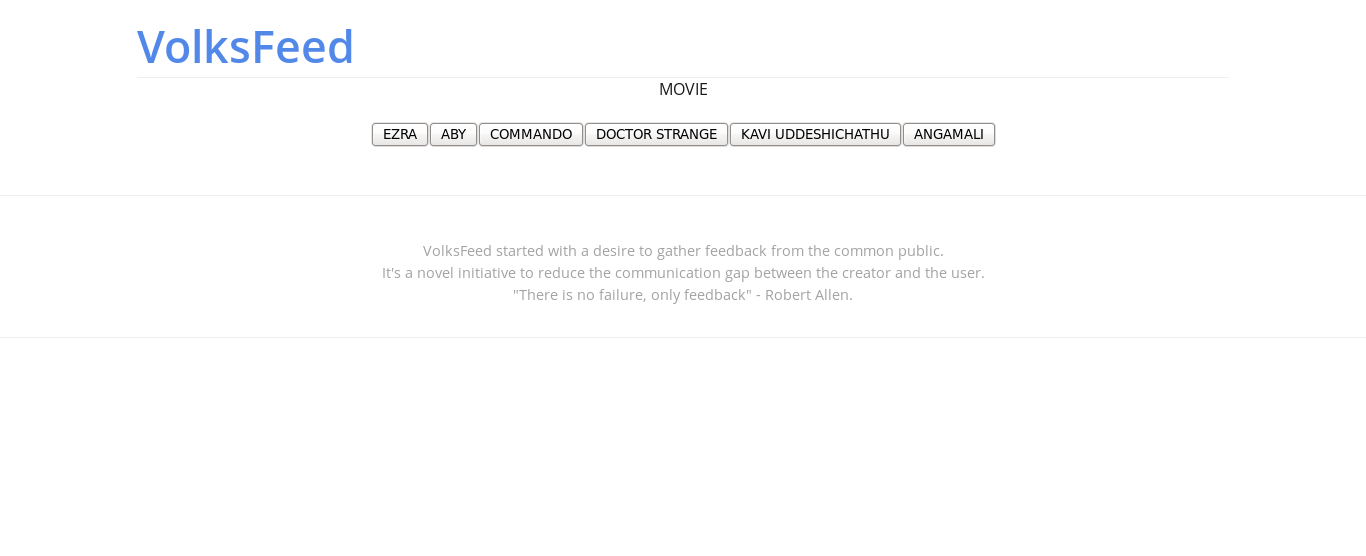 VolksFeed
MOVIE
EZRA ABY COMMANDO DOCTOR STRANGE KAVI UDDESHICHATHU ANGAMALI
VolksFeed started with a desire to gather feedback from the common public.
It's a novel initiative to reduce the communication gap between the creator and the user.
"There is no failure, only feedback" - Robert Allen.